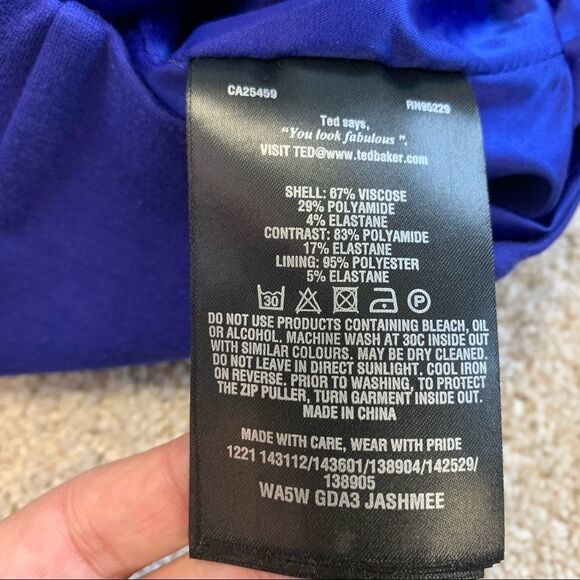 CA25459 RN95229
Ted says,
"You look fabulous".
VISIT TED@www.tedbaker.com
SHELL: 67% VISCOSE
29% POLYAMIDE
4% ELASTANE
CONTRAST: 83% POLYAMIDE
17% ELASTANE
LINING: 95% POLYESTER
5% ELASTANE
30 P
DO NOT USE PRODUCTS CONTAINING BLEACH, OIL
OR ALCOHOL. MACHINE WASH AT 30C INSIDE OUT
WITH SIMILAR COLOURS. MAY BE DRY CLEANED.
DO NOT LEAVE IN DIRECT SUNLIGHT. COOL IRON
ON REVERSE. PRIOR TO WASHING, TO PROTECT
THE ZIP PULLER, TURN GARMENT INSIDE OUT.
MADE IN CHINA
MADE WITH CARE, WEAR WITH PRIDE
1221 143112/143601/138904/142529/
138905
WA5W GDA3 JASHMEE